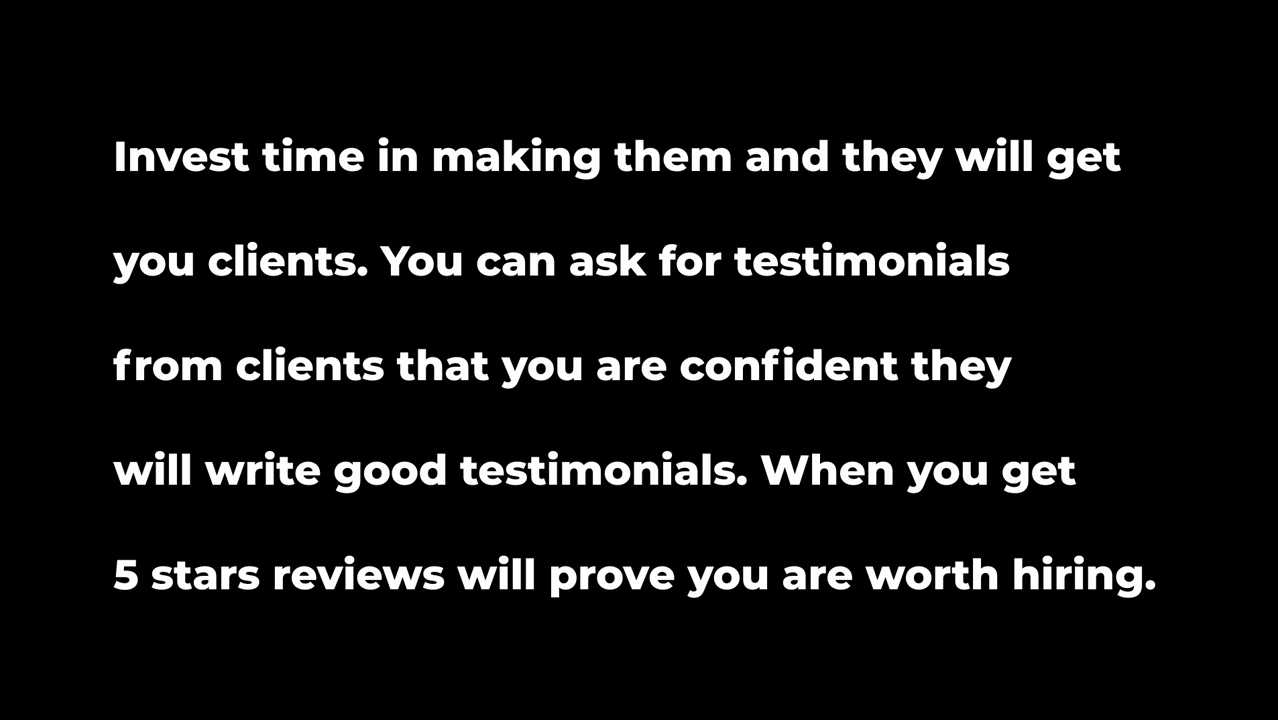 Invest time in making them and they will get
you clients. You can ask for testimonials
from clients that you are confident they
will write good testimonials. When you get
5 stars reviews will prove you are worth hiring.